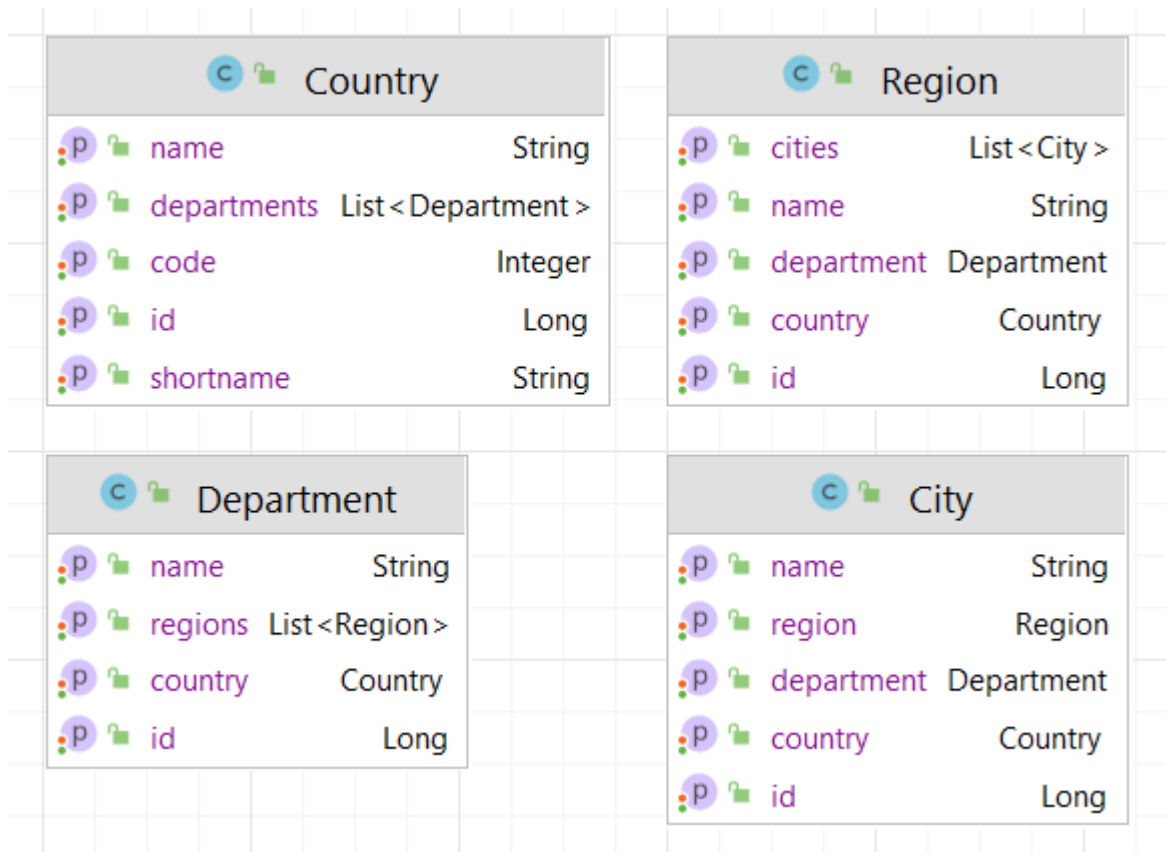 C Country
p name String
p departments List<Department>
p code Integer
p id Long
p shortname String
C Region
p cities List<City>
p name String
p department Department
p country Country
p id Long
C Department
p name String
p regions List<Region>
p country Country
p id Long
C City
p name String
p region Region
p department Department
p country Country
p id Long